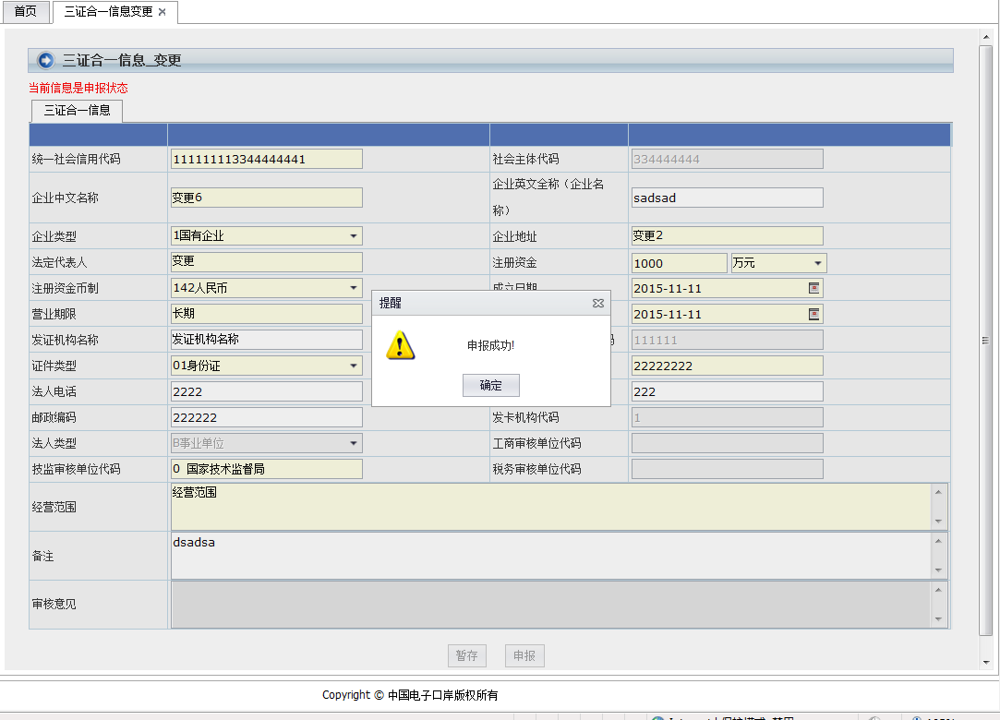 首页
三证合一信息变更
三证合一信息_变更
当前信息是申报状态
三证合一信息
统一社会信用代码 111111113344444441 社会主体代码 334444444
企业中文名称 变更6 企业英文全称（企业名
称） sadsad
企业类型 1国有企业 企业地址 变更2
法定代表人 变更 注册资金 1000 万元
注册资金币制 142人民币 成立日期 2015-11-11
营业期限 长期 2015-11-11
发证机构名称 发证机构名称 111111
证件类型 01身份证 22222222
法人电话 2222 222
邮政编码 222222 发卡机构代码 1
法人类型 B事业单位 工商审核单位代码
技监审核单位代码 0 国家技术监督局 税务审核单位代码
提醒
申报成功!
确定
经营范围 经营范围
备注 dsadsa
审核意见
暂存 申报
Copyright © 中国电子口岸版权所有